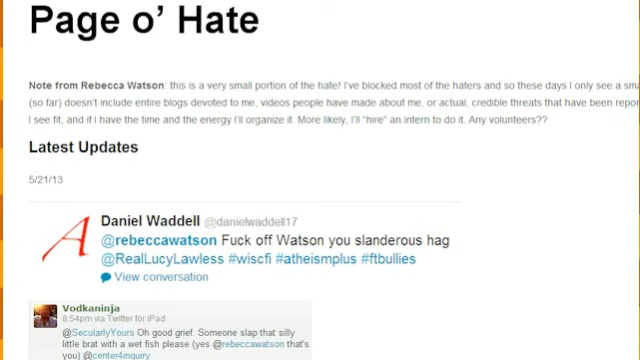 Page o’ Hate
Note from Rebecca Watson: this is a very small portion of the hate! I've blocked most of the haters and so these days I only see a
(so far) doesn't include entire blogs devoted to me, videos people have made about me, or actual, credible threats that have been
I see fit, and if I have the time and the energy I'll organize it. More likely, I'll "hire" an intern to do it. Any volunteers??
Latest Updates
5/21/13
A Daniel Waddell @danielwaddell17
@rebeccawatson Fuck off Watson you slanderous hag
@RealLucyLawless #wiscfi #atheismplus #ftbullies
View conversation
Vodkaninja
8:54pm via Twitter for iPad
@SecularlyYours Oh good grief. Someone slap that silly
little brat with a wet fish please (yes @rebeccawatson that's
you) @center4inquiry